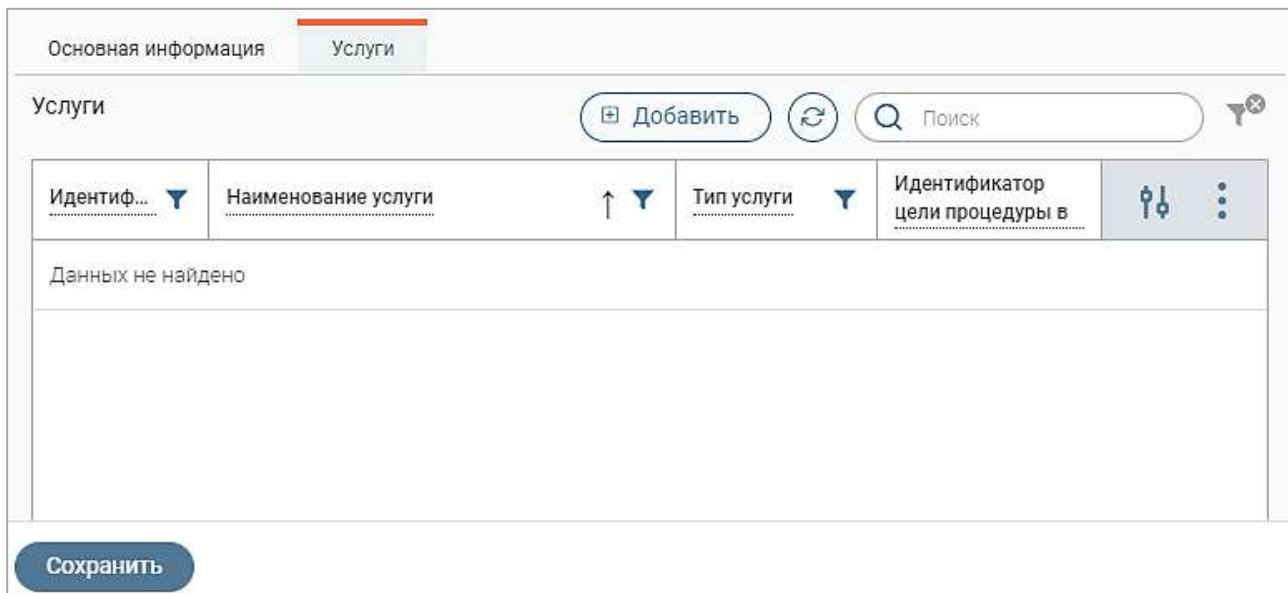 Основная информация Услуги
Услуги
Добавить Поиск
Идентиф... Наименование услуги Тип услуги Идентификатор
цели процедуры в
Данных не найдено
Сохранить